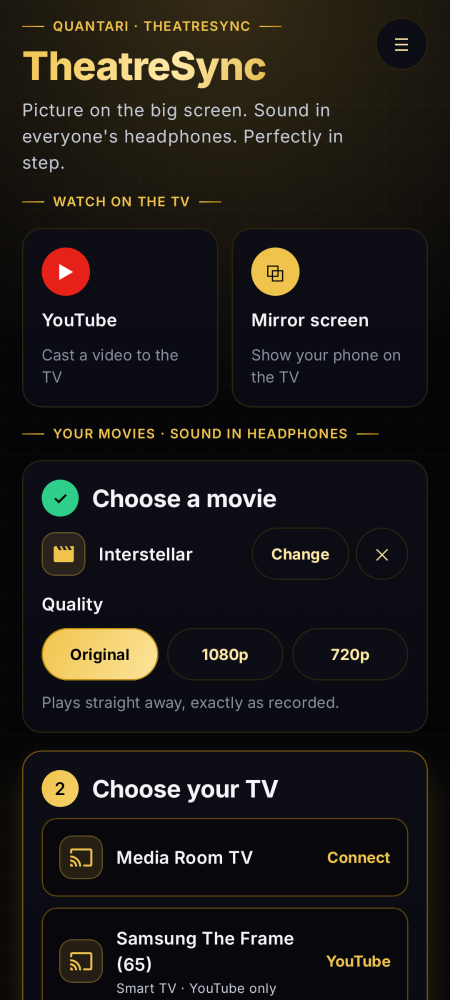 QUANTARI · THEATRESYNC
TheatreSync
Picture on the big screen. Sound in
everyone's headphones. Perfectly in
step.
WATCH ON THE TV
YouTube
Cast a video to the
TV
Mirror screen
Show your phone on
the TV
YOUR MOVIES · SOUND IN HEADPHONES
Choose a movie
Interstellar
Change
Quality
Original
1080p
720p
Plays straight away, exactly as recorded.
2
Choose your TV
Media Room TV
Connect
Samsung The Frame
(65)
YouTube
Smart TV · YouTube only